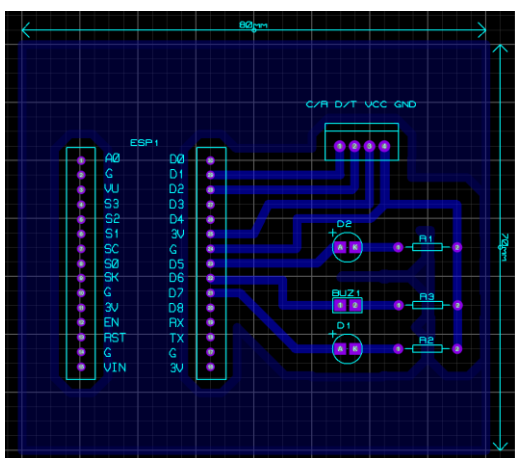 80mm
C/R D/T VCC GND
ESP1
A0 D0
G D1
VU D2
S3 D3
S2 D4
S1 3V
SC G
S0 D5
SK D6
G D7
3V D8
EN RX
RST TX
G G
VIN 3V
D2
+
A K
R1
BUZ1
R3
D1
+
A K
R2
70mm